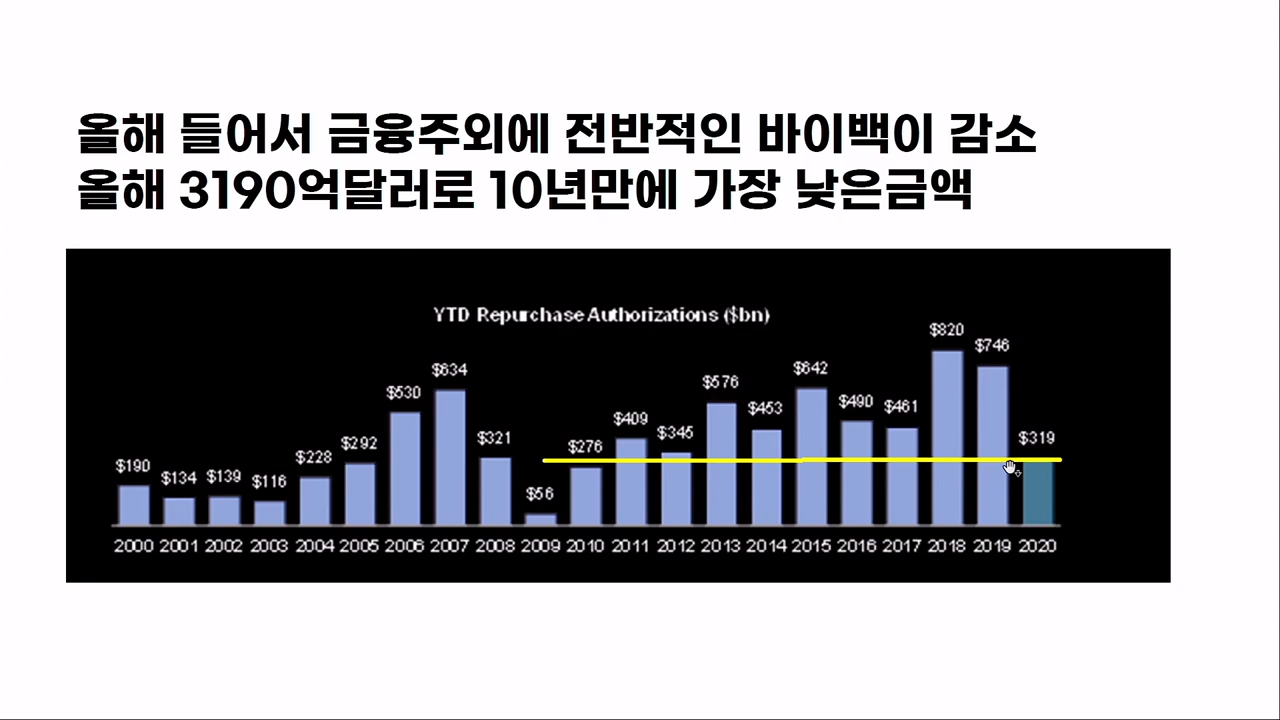 올해 들어서 금융주외에 전반적인 바이백이 감소
올해 3190억달러로 10년만에 가장 낮은금액
YTD Repurchase Authorizations ($bn)
$190 $134 $139 $116 $228 $292 $530 $634 $321 $56 $276 $409 $345 $576 $453 $642 $490 $461 $820 $746 $319
2000 2001 2002 2003 2004 2005 2006 2007 2008 2009 2010 2011 2012 2013 2014 2015 2016 2017 2018 2019 2020